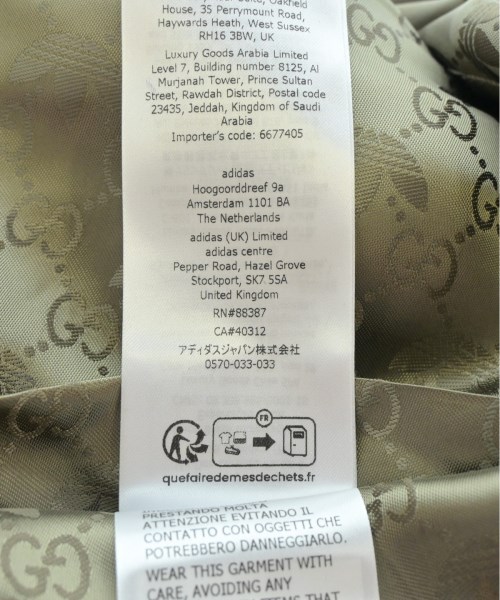 House, 35 Perrymount Road,
Haywards Heath, West Sussex
RH16 3BW, UK
Luxury Goods Arabia Limited
Level 7, Building number 8125, Al
Murjanah Tower, Prince Sultan
Street, Rawdah District, Postal code
23435, Jeddah, Kingdom of Saudi
Arabia
Importer's code: 6677405
adidas
Hoogoorddreef 9a
Amsterdam 1101 BA
The Netherlands
adidas (UK) Limited
adidas centre
Pepper Road, Hazel Grove
Stockport, SK7 5SA
United Kingdom
RN#88387
CA#40312
アディダスジャパン株式会社
0570-033-033
FR
quefairedemesdechets.fr
PRESTANDO MOLTA
ATTENZIONE EVITANDO IL
CONTATTO CON OGGETTI CHE
POTREBBERO DANNEGGIARLO.
WEAR THIS GARMENT WITH
CARE, AVOIDING ANY
ITEMS THAT